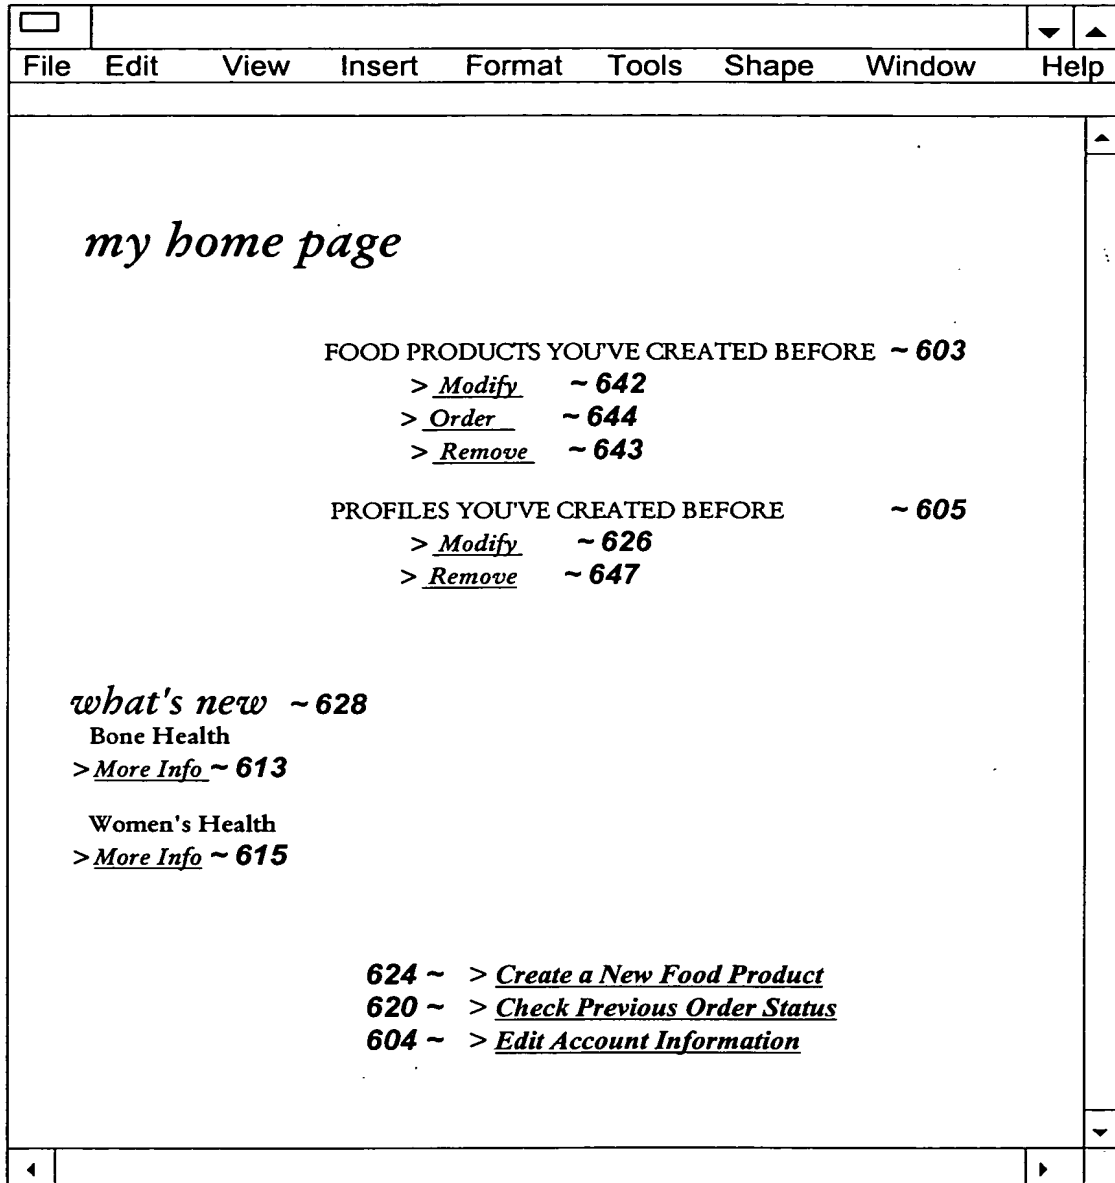 File Edit View Insert Format Tools Shape Window Help
my home page
FOOD PRODUCTS YOU'VE CREATED BEFORE ~ 603
> Modify ~ 642
> Order ~ 644
> Remove ~ 643
PROFILES YOU'VE CREATED BEFORE ~ 605
> Modify ~ 626
> Remove ~ 647
what's new ~ 628
Bone Health
> More Info ~ 613
Women's Health
> More Info ~ 615
624 ~ > Create a New Food Product
620 ~ > Check Previous Order Status
604 ~ > Edit Account Information